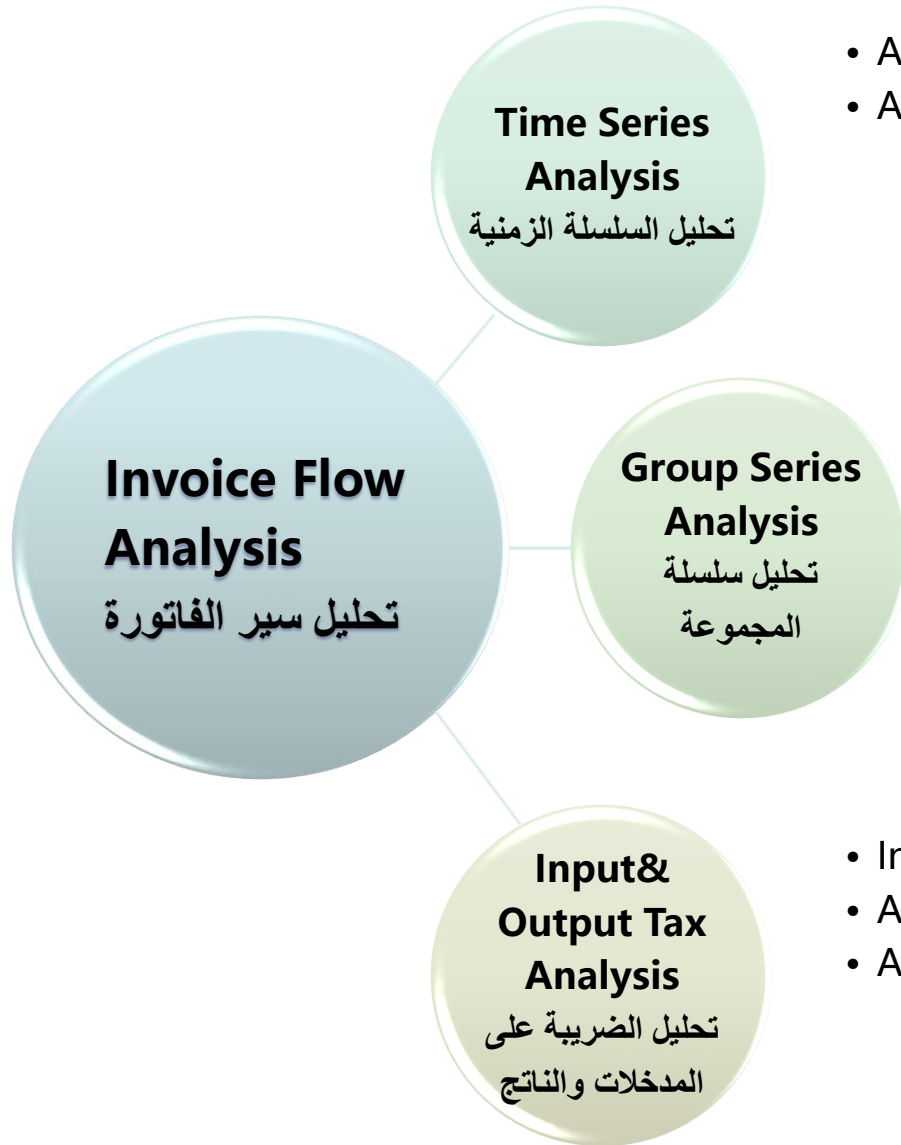 Time Series
Analysis
تحليل السلسلة الزمنية
Invoice Flow
Analysis
تحليل سير الفاتورة
Group Series
Analysis
تحليل سلسلة
المجموعة
Input&
Output Tax
Analysis
تحليل الضريبة على
المدخلات والناتج